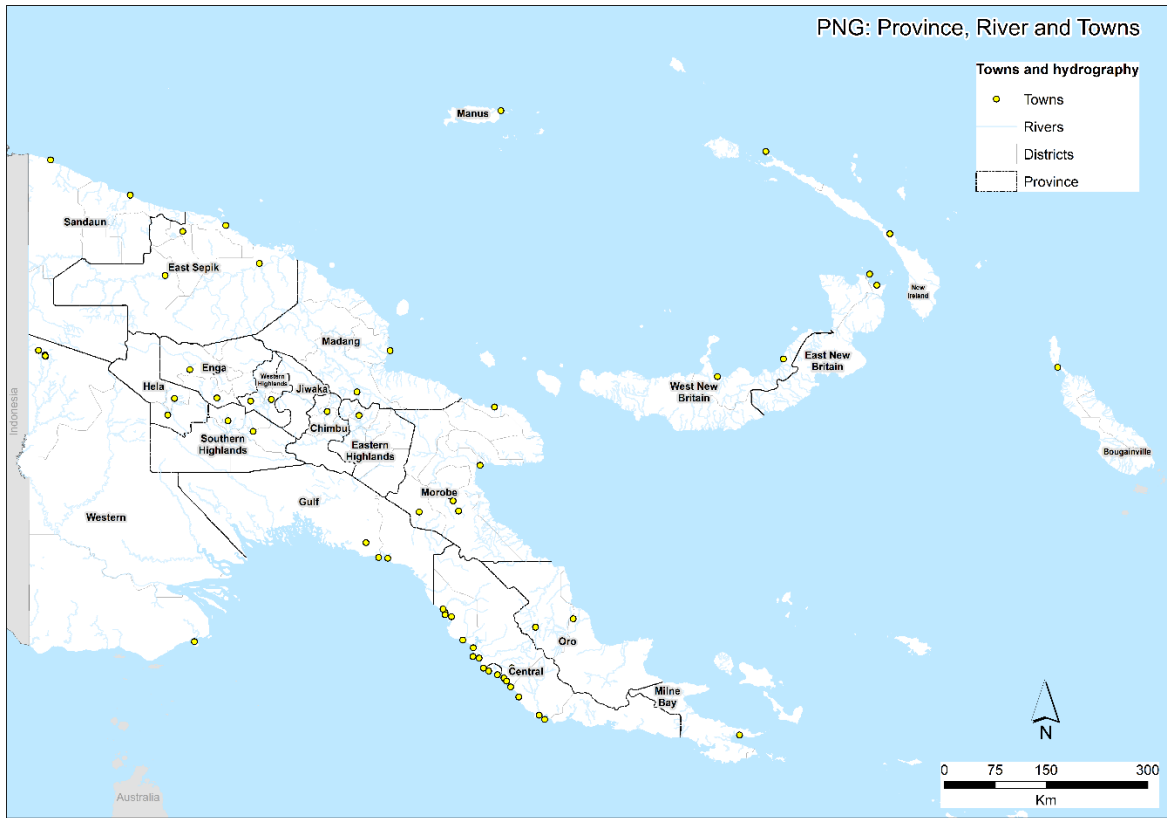 PNG: Province, River and Towns
Towns and hydrography
Towns
Rivers
Districts
Province
Manus
Sandaun
East Sepik
New
Ireland
Madang
East New
Britain
West New
Britain
Enga
Western
Highlands
Hela
Jiwaka
Chimbu
Southern
Highlands
Eastern
Highlands
Bougainville
Indonesia
Morobe
Gulf
Western
Oro
Central
Milne
Bay
N
Australia
0 75 150 300
Km